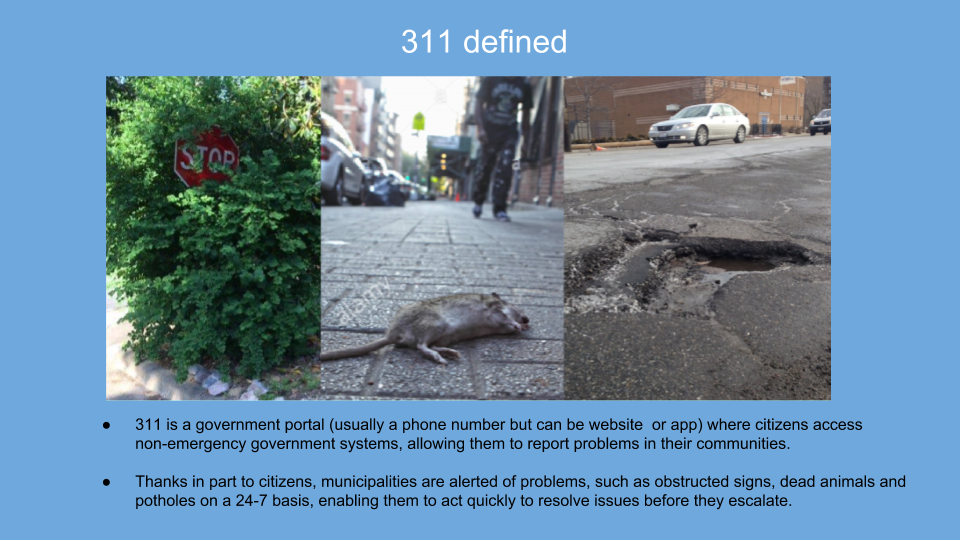 311 defined
STOP
alamy
● 311 is a government portal (usually a phone number but can be website  or app) where citizens access
non-emergency government systems, allowing them to report problems in their communities.
● Thanks in part to citizens, municipalities are alerted of problems, such as obstructed signs, dead animals and
potholes on a 24-7 basis, enabling them to act quickly to resolve issues before they escalate.